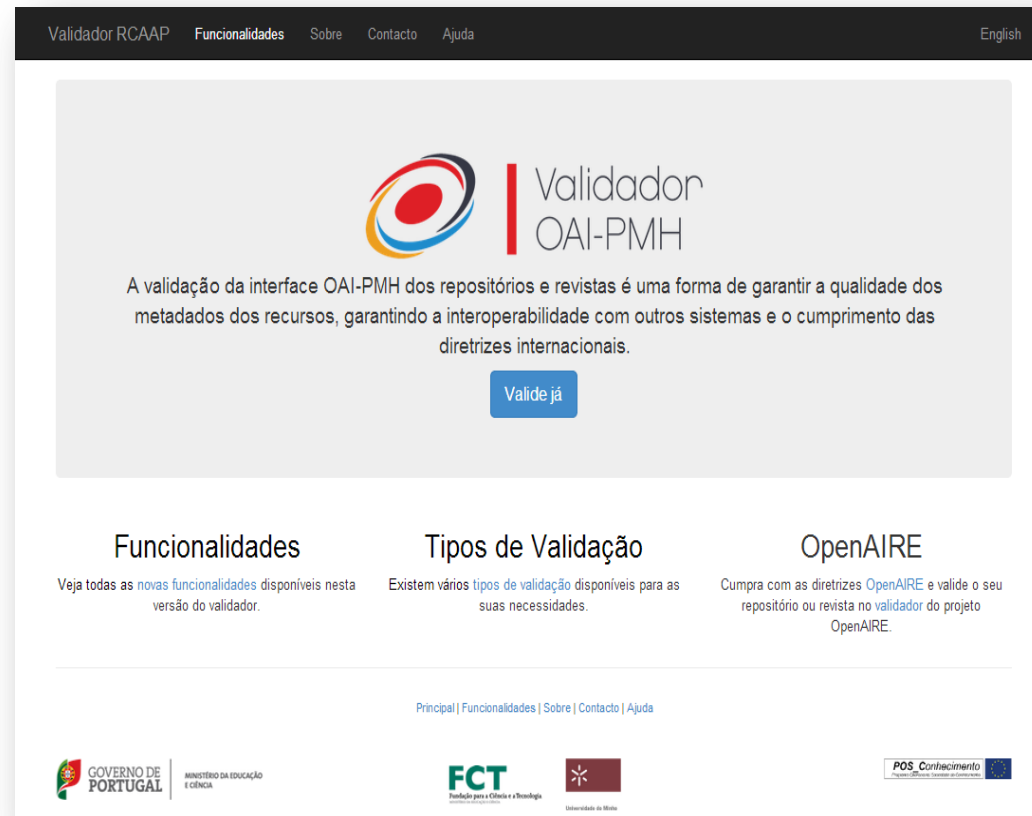 Validador RCAAP Funcionalidades Sobre Contacto Ajuda English
Validador
OAI-PMH
A validação da interface OAI-PMH dos repositórios e revistas é uma forma de garantir a qualidade dos
metadados dos recursos, garantindo a interoperabilidade com outros sistemas e o cumprimento das
diretrizes internacionais.
Valide já
Funcionalidades
Veja todas as novas funcionalidades disponíveis nesta
versão do validador.
Tipos de Validação
Existem vários tipos de validação disponíveis para as
suas necessidades.
OpenAIRE
Cumpra com as diretrizes OpenAIRE e valide o seu
repositório ou revista no validador do projeto
OpenAIRE.
Principal | Funcionalidades | Sobre | Contacto | Ajuda
GOVERNO DE
PORTUGAL
MINISTÉRIO DA EDUCAÇÃO
E CIÊNCIA
FCT
Fundação para a Ciência e a Tecnologia
Universidade do Minho
POS_Conhecimento